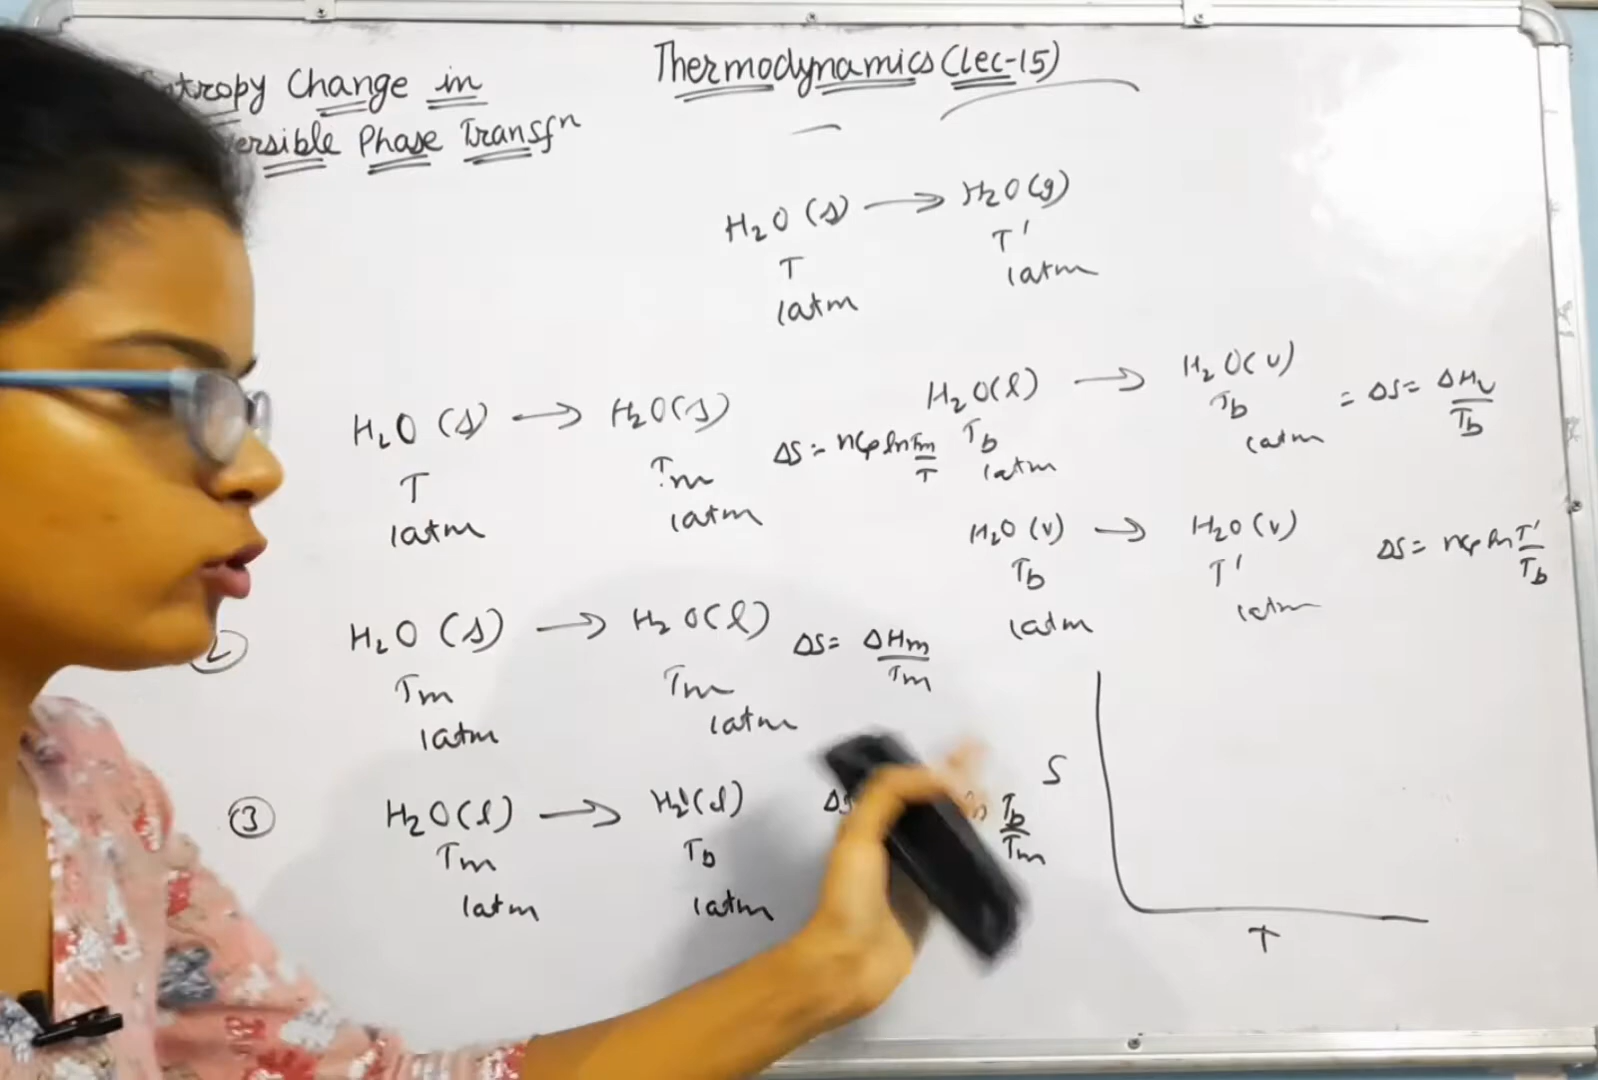 Thermodynamics (Lec-15)
Change in
Phase Transfn
H₂O (s) → H₂O (g)
T T'
1atm 1atm
H₂O (s) → H₂O (s) ΔS = nCp ln Tm/T
T Tm
1atm 1atm
② H₂O (s) → H₂O (l) ΔS = ΔHm/Tm
Tm Tm
1atm 1atm
③ H₂O (l) → (l) Tb/Tm
Tm Tb
1atm 1atm
H₂O (l) → H₂O (v) = ΔS = ΔHv/Tb
Tb Tb
1atm 1atm
H₂O (v) → H₂O (v) ΔS = nCp ln T'/Tb
Tb T'
1atm 1atm
S
T